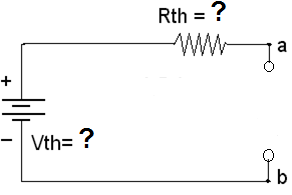 Rth = ?
a
+
−
Vth= ?
b